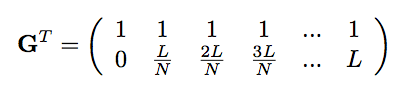 G^T = ( 1 1 1 1 ... 1
0 L/N 2L/N 3L/N ... L )